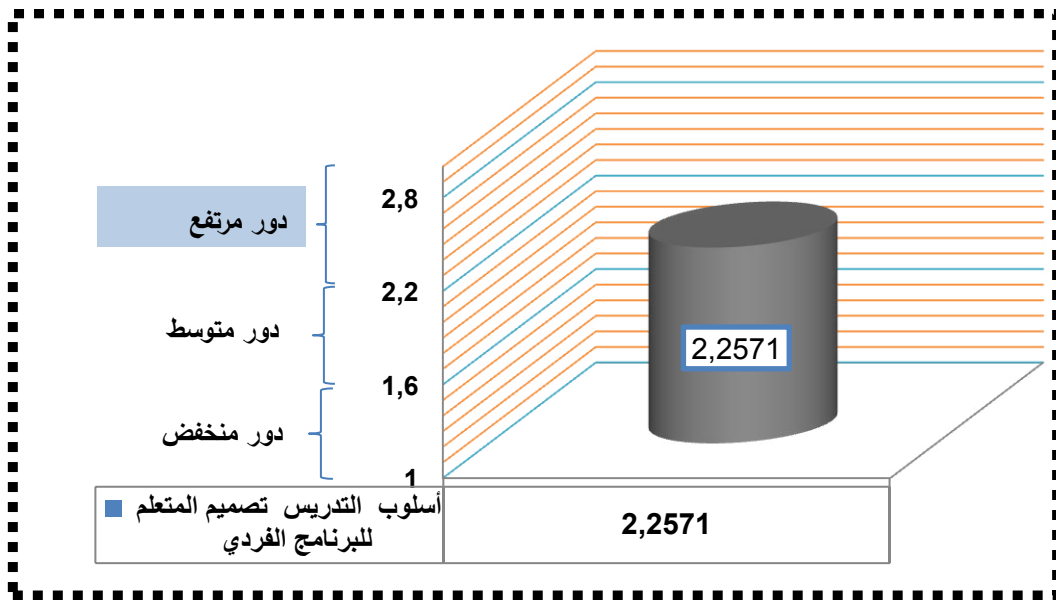 2,8
دور مرتفع
2,2
دور متوسط
1,6
دور منخفض
1
2,2571
أسلوب التدريس تصميم المتعلم
للبرنامج الفردي
2,2571